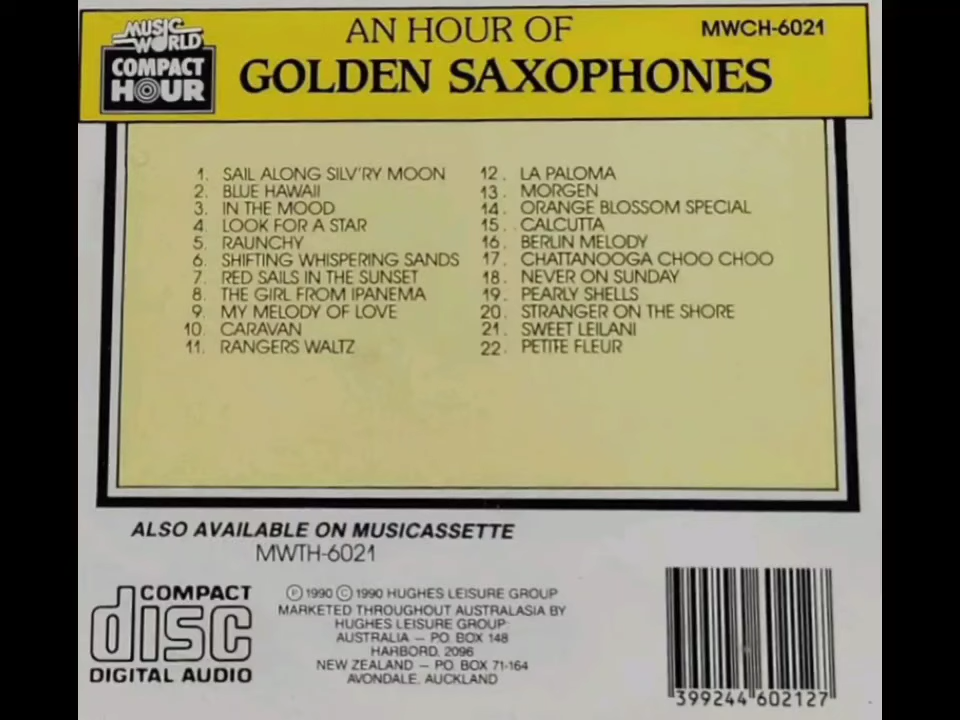 MUSIC WORLD
COMPACT HOUR
AN HOUR OF
GOLDEN SAXOPHONES
MWCH-6021
1. SAIL ALONG SILV'RY MOON
2. BLUE HAWAII
3. IN THE MOOD
4. LOOK FOR A STAR
5. RAUNCHY
6. SHIFTING WHISPERING SANDS
7. RED SAILS IN THE SUNSET
8. THE GIRL FROM IPANEMA
9. MY MELODY OF LOVE
10. CARAVAN
11. RANGERS WALTZ
12. LA PALOMA
13. MORGEN
14. ORANGE BLOSSOM SPECIAL
15. CALCUTTA
16. BERLIN MELODY
17. CHATTANOOGA CHOO CHOO
18. NEVER ON SUNDAY
19. PEARLY SHELLS
20. STRANGER ON THE SHORE
21. SWEET LEILANI
22. PETITE FLEUR
ALSO AVAILABLE ON MUSICASSETTE
MWTH-6021
COMPACT
disc
DIGITAL AUDIO
Ⓟ 1990 Ⓒ 1990 HUGHES LEISURE GROUP
MARKETED THROUGHOUT AUSTRALASIA BY
HUGHES LEISURE GROUP:
AUSTRALIA — PO BOX 148
HARBORD, 2096
NEW ZEALAND — PO BOX 71-164
AVONDALE, AUCKLAND
399244 602127